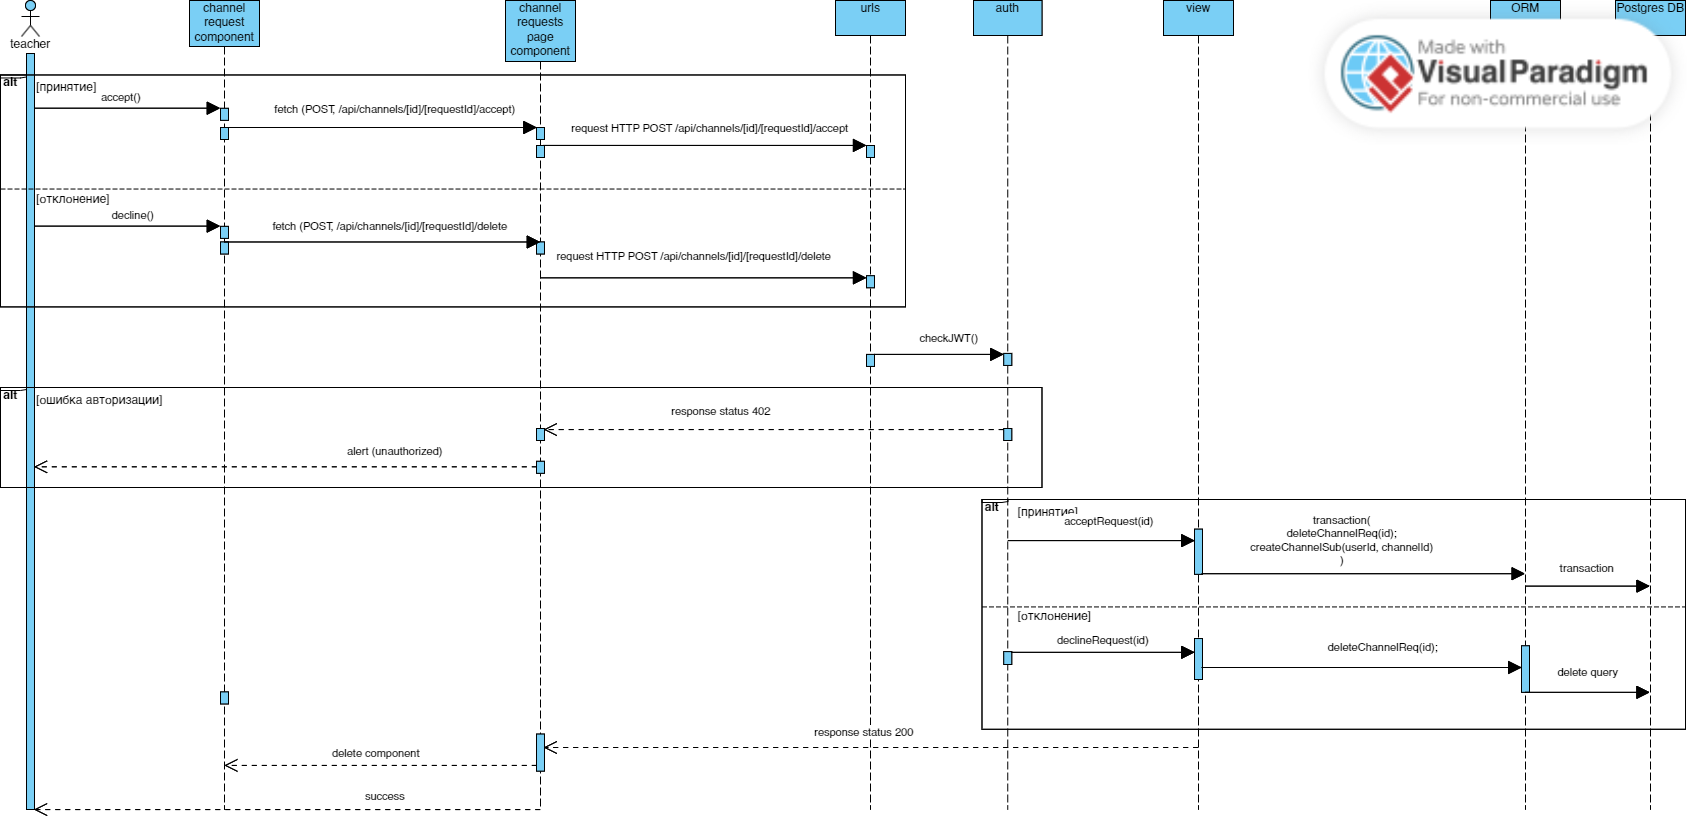 teacher
channel
request
component
channel
requests
page
component
urls
auth
view
ORM
Postgres DB
Made with
Visual Paradigm
For non-commercial use
alt
[принятие]
accept()
fetch (POST, /api/channels/[id]/[requestId]/accept)
request HTTP POST /api/channels/[id]/[requestId]/accept
[отклонение]
decline()
fetch (POST, /api/channels/[id]/[requestId]/delete
request HTTP POST /api/channels/[id]/[requestId]/delete
checkJWT()
alt
[ошибка авторизации]
response status 402
alert (unauthorized)
alt
[принятие]
acceptRequest(id)
transaction(
deleteChannelReq(id);
createChannelSub(userId, channelId)
)
transaction
[отклонение]
declineRequest(id)
deleteChannelReq(id);
delete query
response status 200
delete component
success